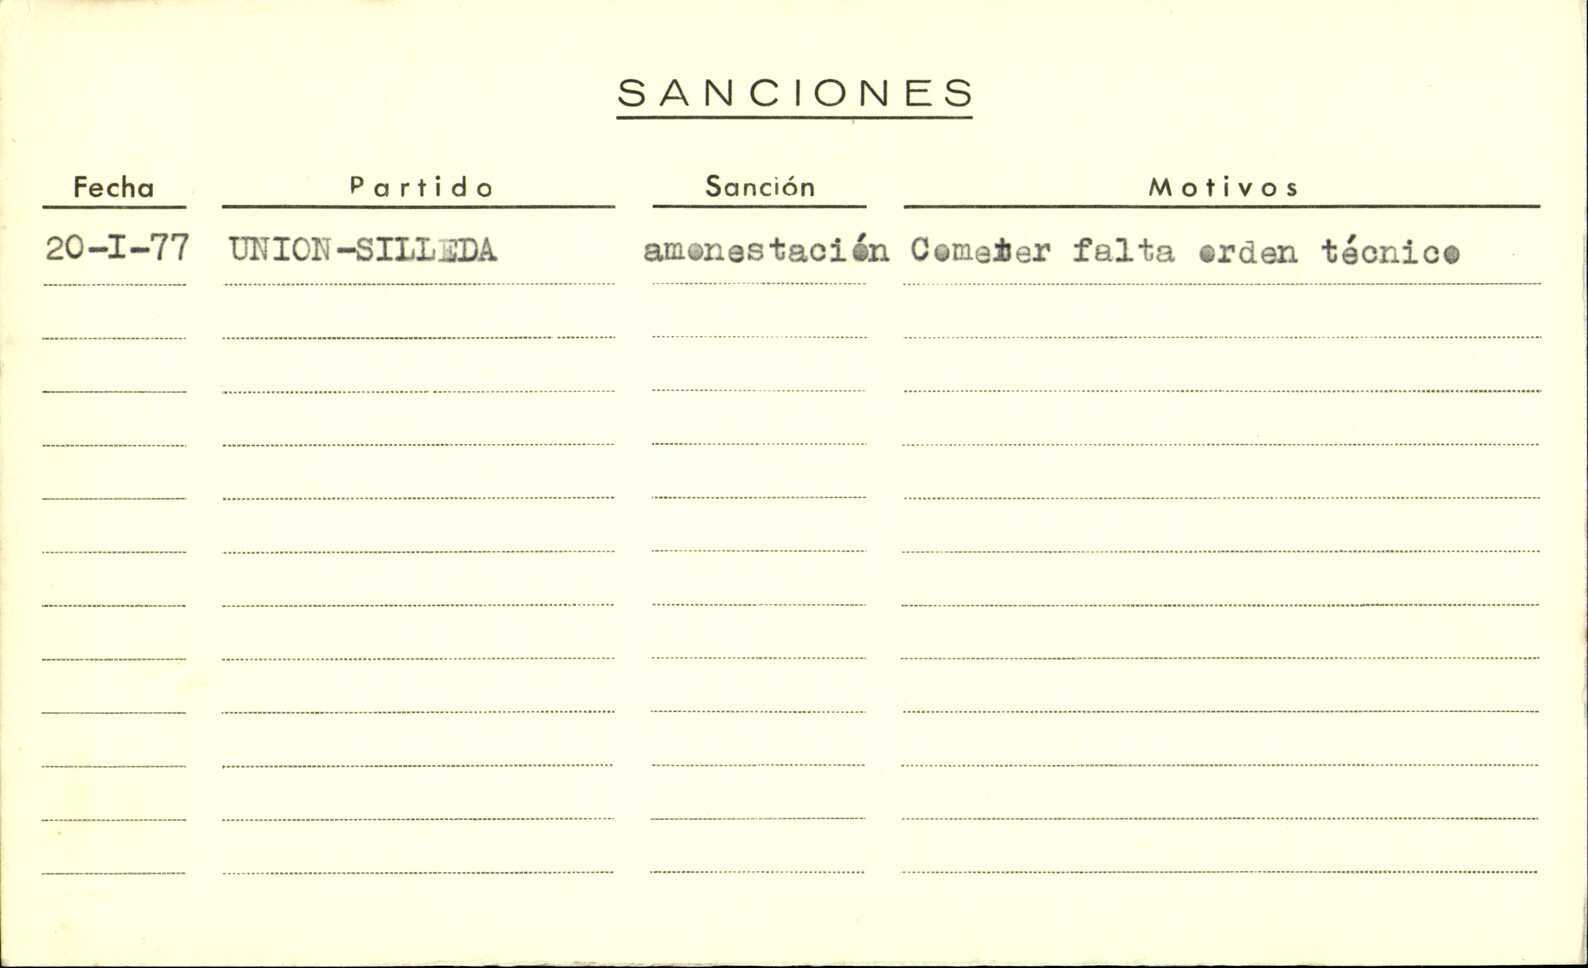 SANCIONES
Fecha Partido Sanción Motivos
20-I-77 UNION-SILLEDA amonestación Cometer falta orden técnico